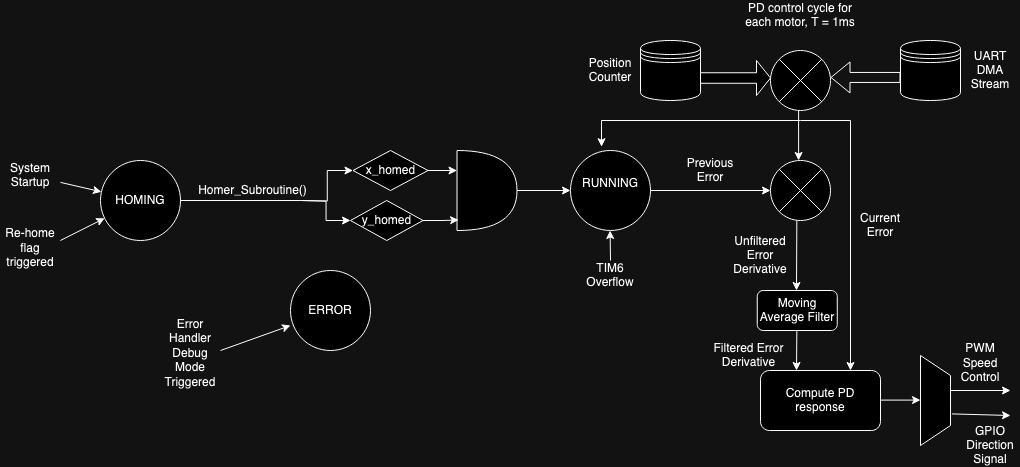 PD control cycle for
each motor, T = 1ms
Position
Counter
UART
DMA
Stream
System
Startup
HOMING
Re-home
flag
triggered
Homer_Subroutine()
x_homed
y_homed
RUNNING
TIM6
Overflow
Previous
Error
Current
Error
Unfiltered
Error
Derivative
ERROR
Error
Handler
Debug
Mode
Triggered
Moving
Average Filter
Filtered Error
Derivative
Compute PD
response
PWM
Speed
Control
GPIO
Direction
Signal